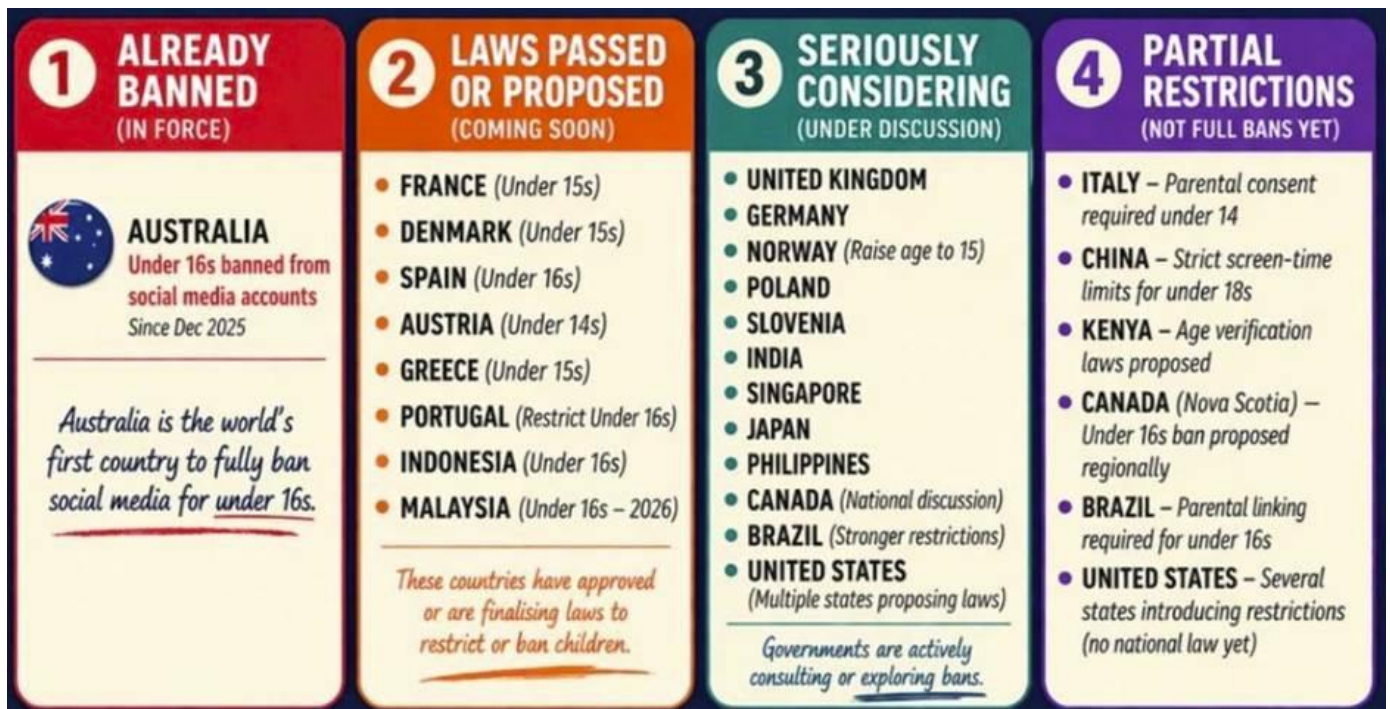 1 ALREADY
BANNED
(IN FORCE)
AUSTRALIA
Under 16s banned from
social media accounts
Since Dec 2025
Australia is the world's
first country to fully ban
social media for under 16s.
2 LAWS PASSED
OR PROPOSED
(COMING SOON)
• FRANCE (Under 15s)
• DENMARK (Under 15s)
• SPAIN (Under 16s)
• AUSTRIA (Under 14s)
• GREECE (Under 15s)
• PORTUGAL (Restrict Under 16s)
• INDONESIA (Under 16s)
• MALAYSIA (Under 16s – 2026)
These countries have approved
or are finalising laws to
restrict or ban children.
3 SERIOUSLY
CONSIDERING
(UNDER DISCUSSION)
• UNITED KINGDOM
• GERMANY
• NORWAY (Raise age to 15)
• POLAND
• SLOVENIA
• INDIA
• SINGAPORE
• JAPAN
• PHILIPPINES
• CANADA (National discussion)
• BRAZIL (Stronger restrictions)
• UNITED STATES
(Multiple states proposing laws)
Governments are actively
consulting or exploring bans.
4 PARTIAL
RESTRICTIONS
(NOT FULL BANS YET)
• ITALY – Parental consent
required under 14
• CHINA – Strict screen-time
limits for under 18s
• KENYA – Age verification
laws proposed
• CANADA (Nova Scotia) –
Under 16s ban proposed
regionally
• BRAZIL – Parental linking
required for under 16s
• UNITED STATES – Several
states introducing restrictions
(no national law yet)